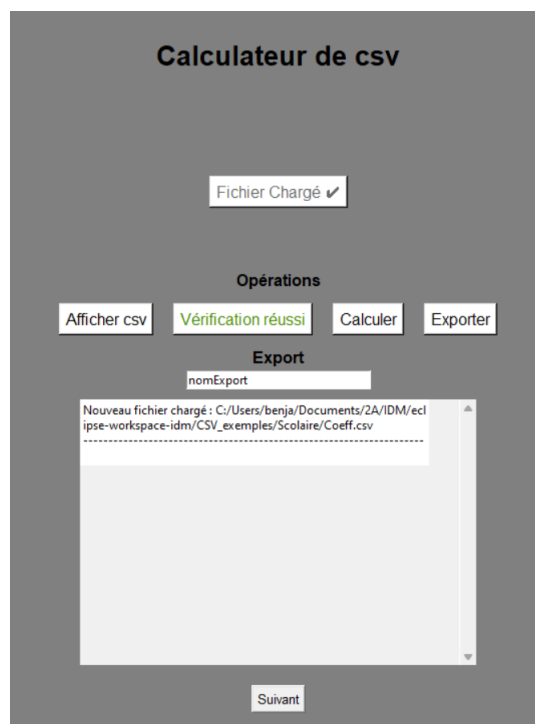 Calculateur de csv
Fichier Chargé ✔
Opérations
Afficher csv Vérification réussi Calculer Exporter
Export
nomExport
Nouveau fichier chargé : C:/Users/benja/Documents/2A/IDM/ecl
ipse-workspace-idm/CSV_exemples/Scolaire/Coeff.csv
--------------------------------------------------------------------
Suivant